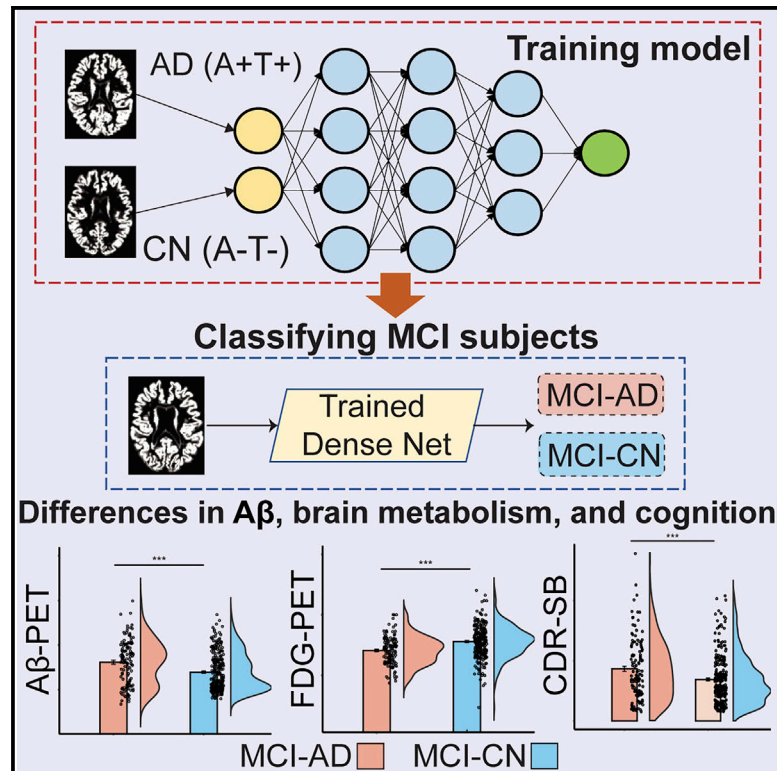 Training model
AD (A+T+)
CN (A-T-)
Classifying MCI subjects
Trained
Dense Net
MCI-AD
MCI-CN
Differences in Aβ, brain metabolism, and cognition
Aβ-PET
***
FDG-PET
***
CDR-SB
***
MCI-AD
MCI-CN